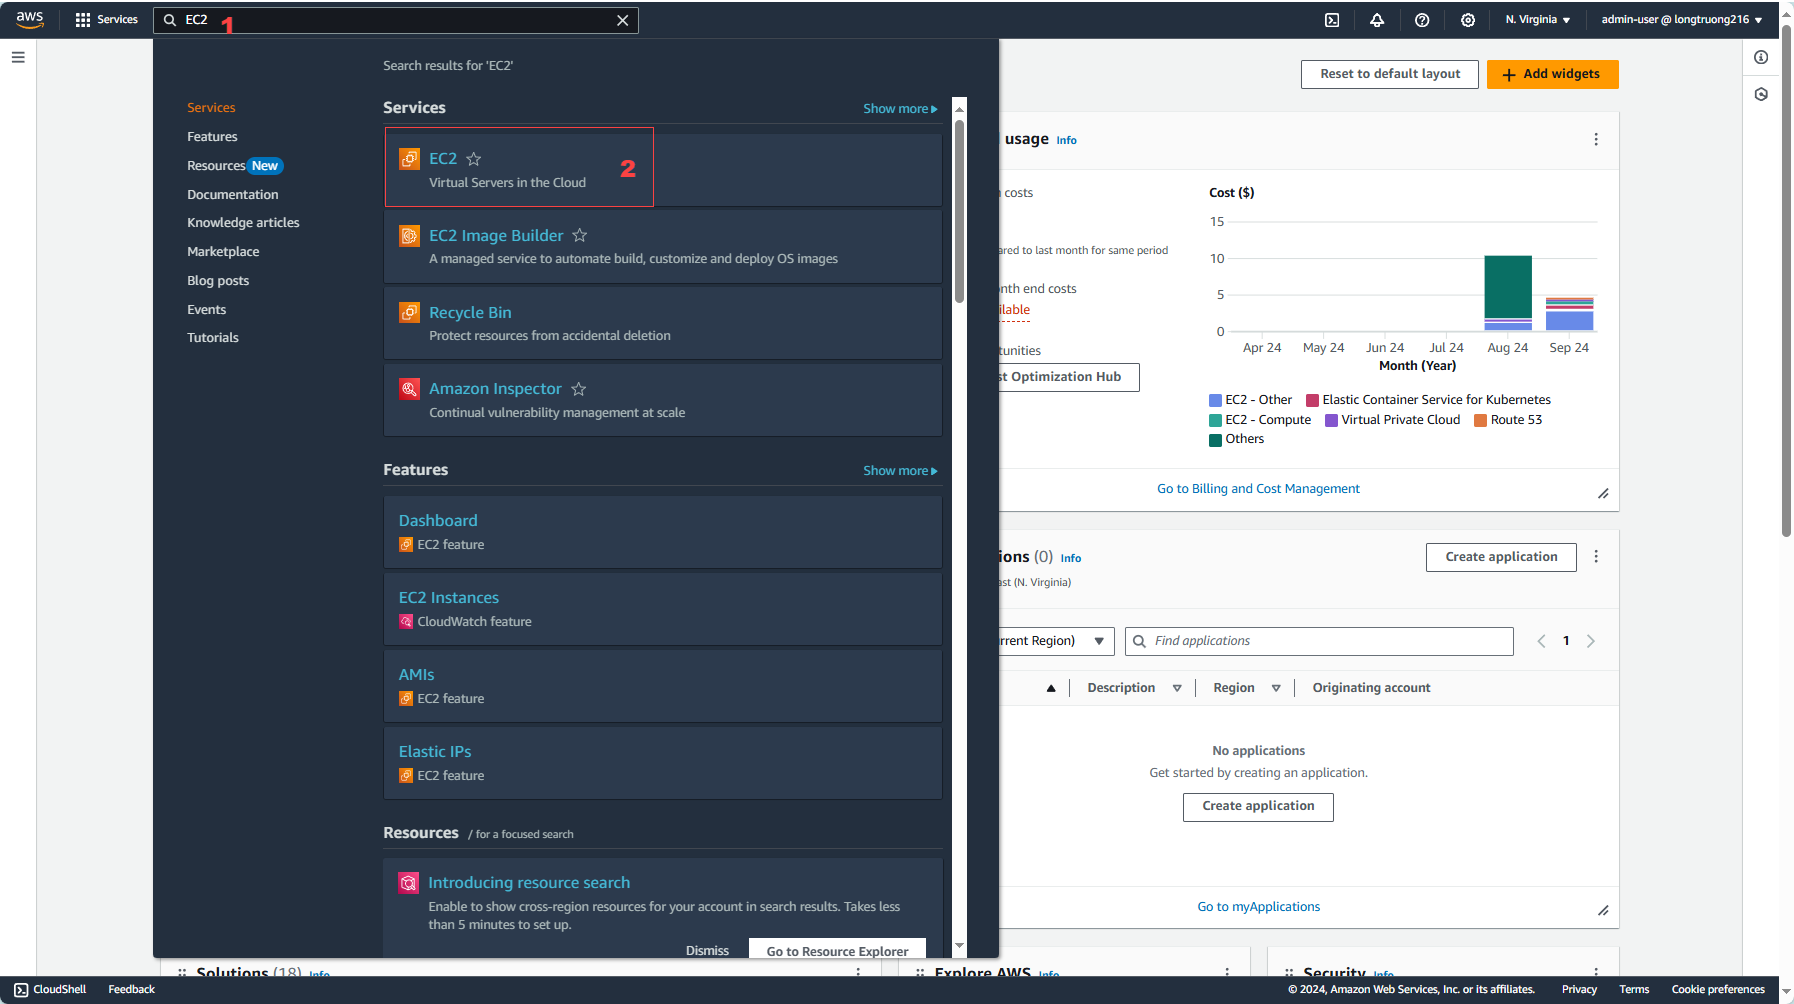 aws
Services
EC2
1
N. Virginia
admin-user @ longtruong216
Search results for 'EC2'
Services
Features
Resources New
Documentation
Knowledge articles
Marketplace
Blog posts
Events
Tutorials
Services
Show more
EC2
Virtual Servers in the Cloud
2
EC2 Image Builder
A managed service to automate build, customize and deploy OS images
Recycle Bin
Protect resources from accidental deletion
Amazon Inspector
Continual vulnerability management at scale
Features
Show more
Dashboard
EC2 feature
EC2 Instances
CloudWatch feature
AMIs
EC2 feature
Elastic IPs
EC2 feature
Resources / for a focused search
Introducing resource search
Enable to show cross-region resources for your account in search results. Takes less
than 5 minutes to set up.
Dismiss
Go to Resource Explorer
Reset to default layout
Add widgets
usage Info
costs
ared to last month for same period
nth end costs
ilable
tunities
st Optimization Hub
Cost ($)
15
10
5
0
Apr 24 May 24 Jun 24 Jul 24 Aug 24 Sep 24
Month (Year)
EC2 - Other Elastic Container Service for Kubernetes
EC2 - Compute Virtual Private Cloud Route 53
Others
Go to Billing and Cost Management
ions (0) Info
ast (N. Virginia)
Create application
rrent Region)
Find applications
1
Description Region Originating account
No applications
Get started by creating an application.
Create application
Go to myApplications
Solutions (18) Info
Explore AWS Info
Security Info
CloudShell Feedback
© 2024, Amazon Web Services, Inc. or its affiliates. Privacy Terms Cookie preferences